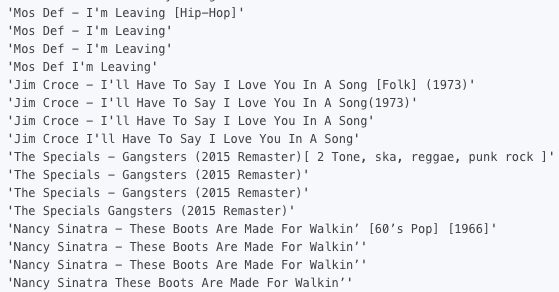 'Mos Def – I'm Leaving [Hip-Hop]'
'Mos Def – I'm Leaving'
'Mos Def – I'm Leaving'
'Mos Def I'm Leaving'
'Jim Croce – I'll Have To Say I Love You In A Song [Folk] (1973)'
'Jim Croce – I'll Have To Say I Love You In A Song(1973)'
'Jim Croce – I'll Have To Say I Love You In A Song'
'Jim Croce I'll Have To Say I Love You In A Song'
'The Specials – Gangsters (2015 Remaster)[ 2 Tone, ska, reggae, punk rock ]'
'The Specials – Gangsters (2015 Remaster)'
'The Specials – Gangsters (2015 Remaster)'
'The Specials Gangsters (2015 Remaster)'
'Nancy Sinatra – These Boots Are Made For Walkin’ [60’s Pop] [1966]'
'Nancy Sinatra – These Boots Are Made For Walkin’'
'Nancy Sinatra – These Boots Are Made For Walkin’'
'Nancy Sinatra These Boots Are Made For Walkin’'